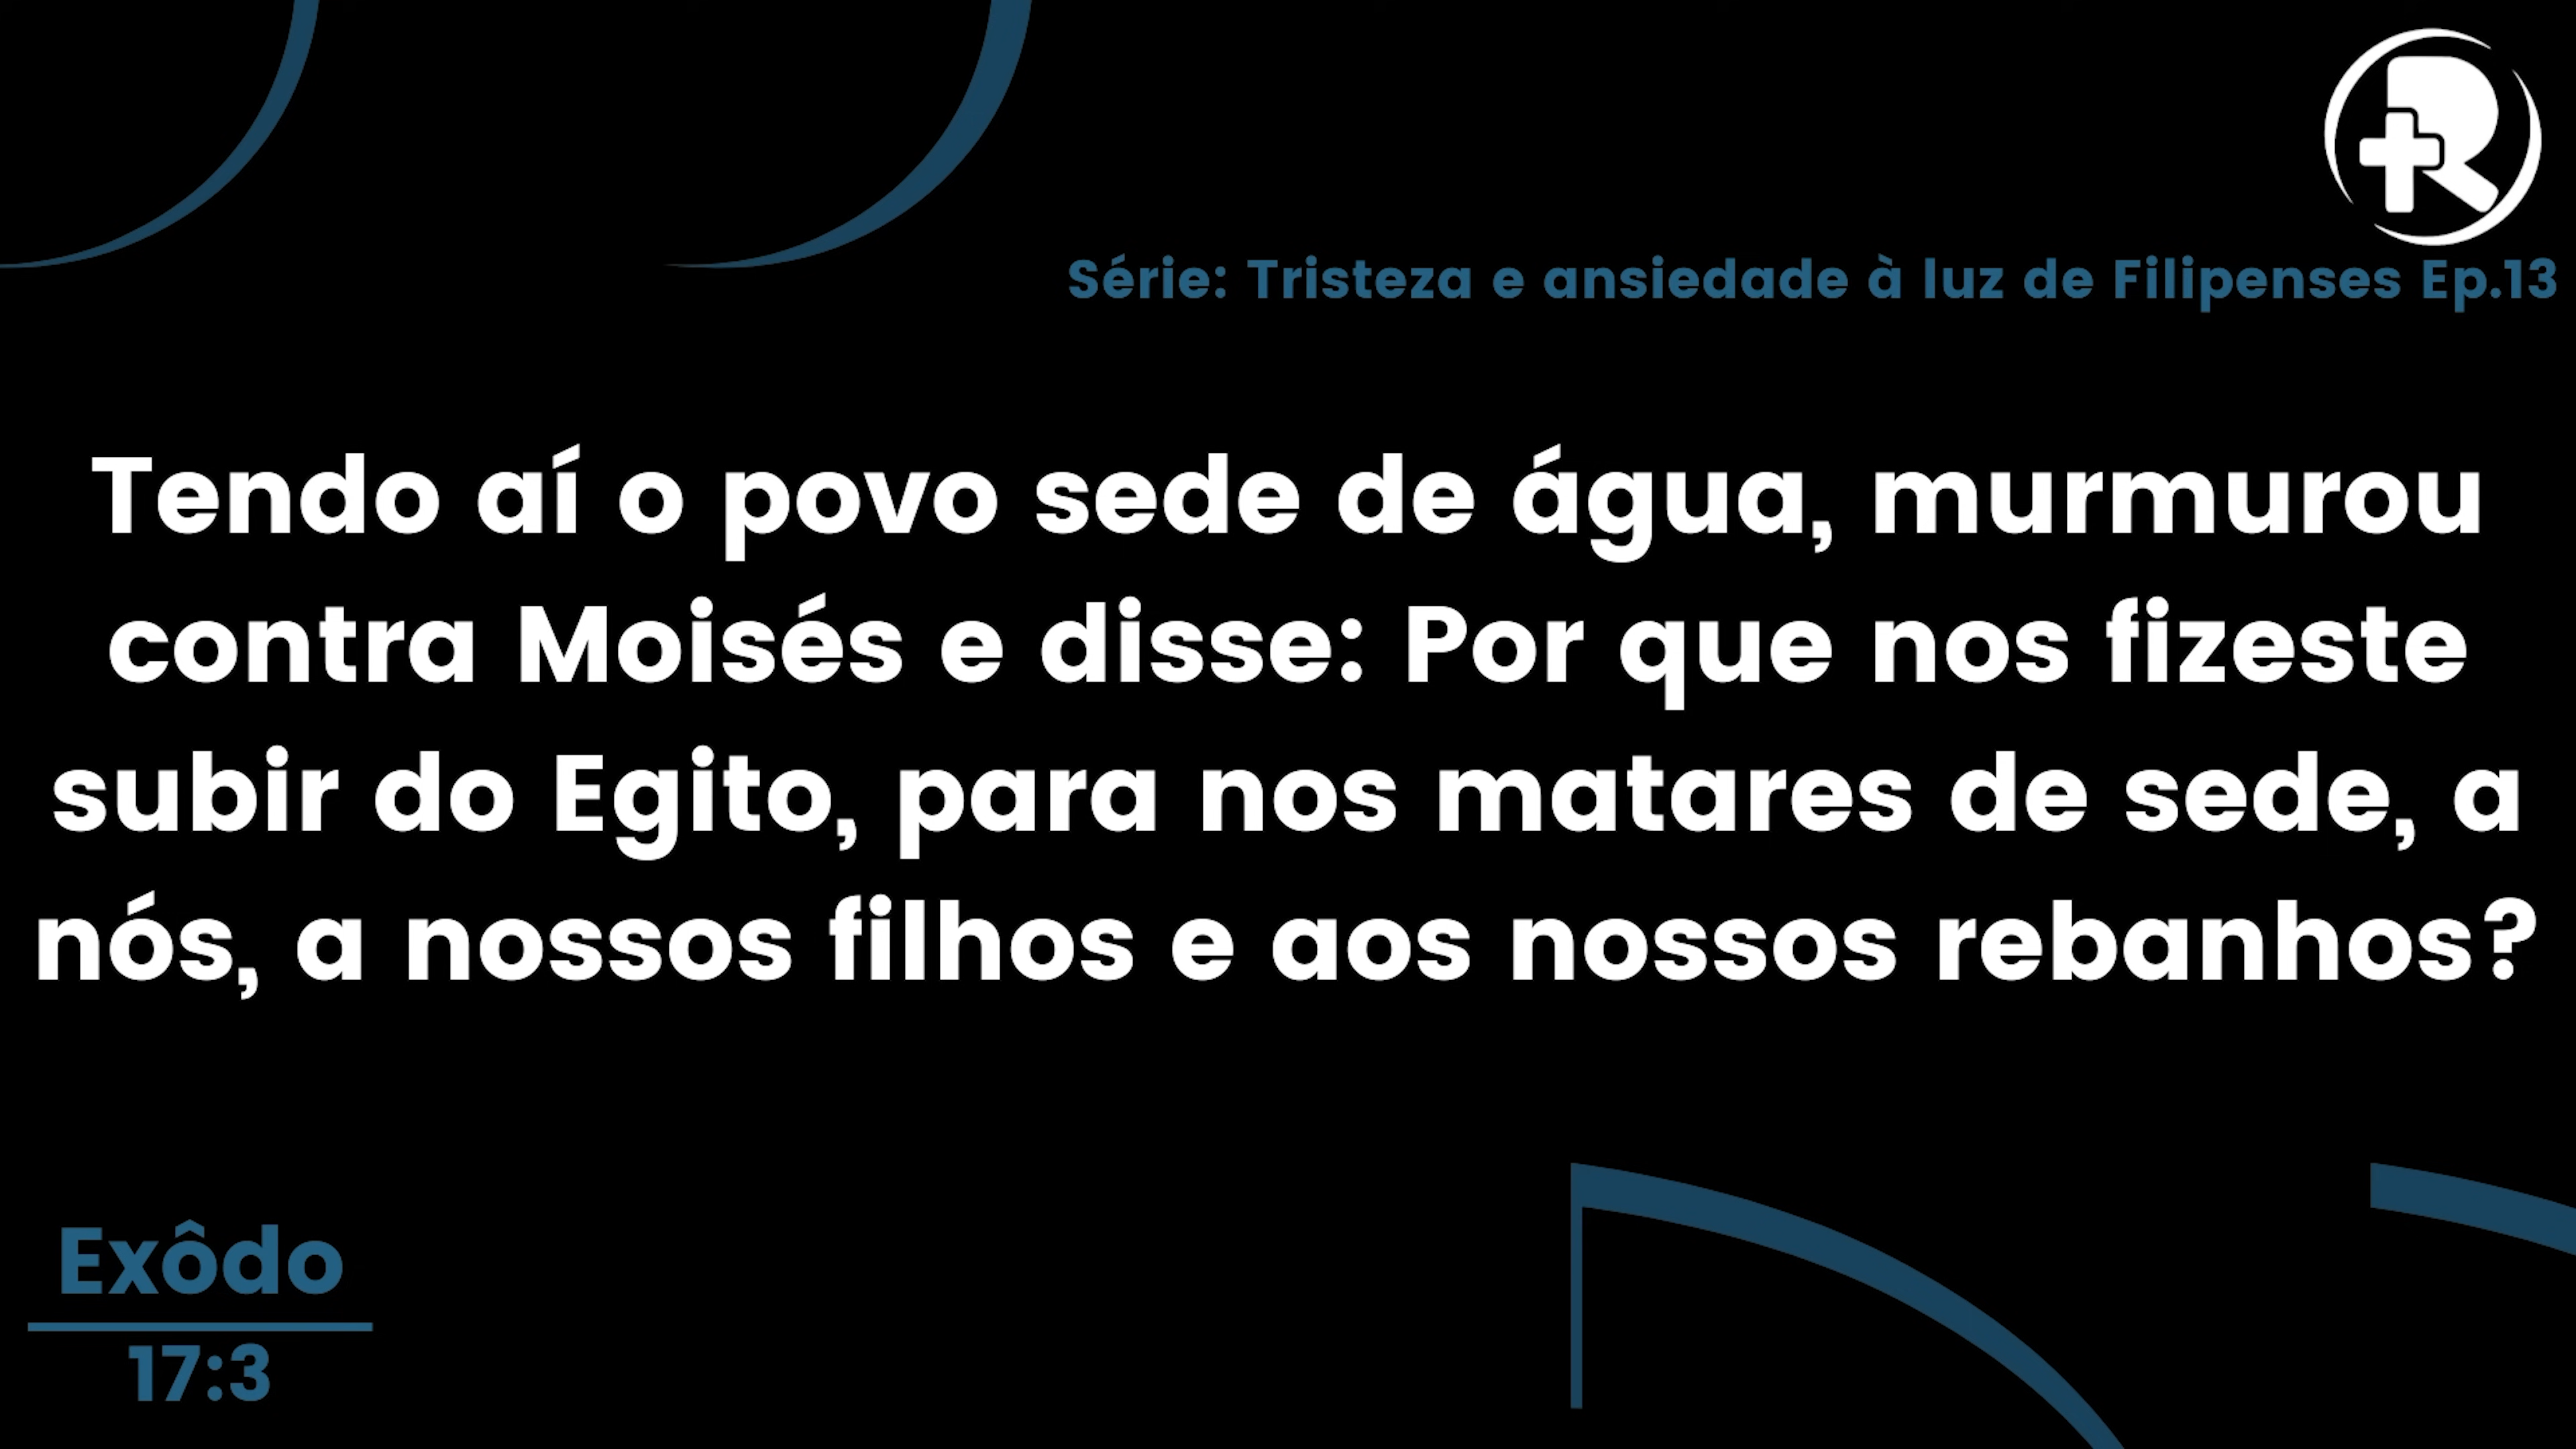 R
Série: Tristeza e ansiedade à luz de Filipenses Ep.13
Tendo aí o povo sede de água, murmurou
contra Moisés e disse: Por que nos fizeste
subir do Egito, para nos matares de sede, a
nós, a nossos filhos e aos nossos rebanhos?
Exôdo
17:3